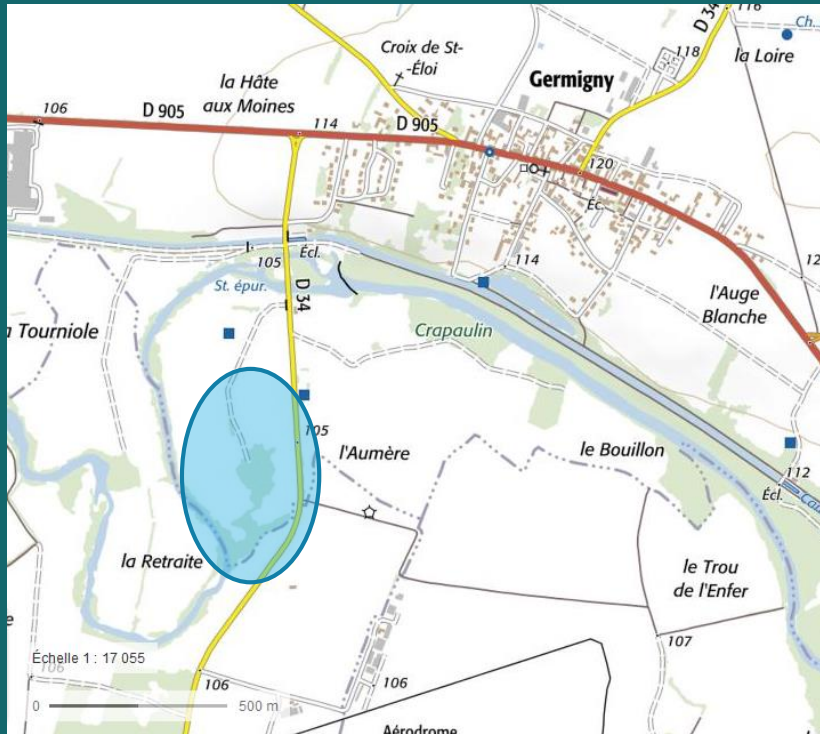 116
D 34
Ch.
la Loire
Croix de St-
-Éloi
118
Germigny
la Hâte
aux Moines
106
D 905
114
D 905
120
Éc.
114
Écl.
105
St. épur.
D 34
l'Auge
Blanche
Tourniole
Crapaulin
105
l'Aumère
le Bouillon
112
Écl.
la Retraite
le Trou
de l'Enfer
107
Échelle 1 : 17 055
106
106
106
0
500 m
Aérodrome